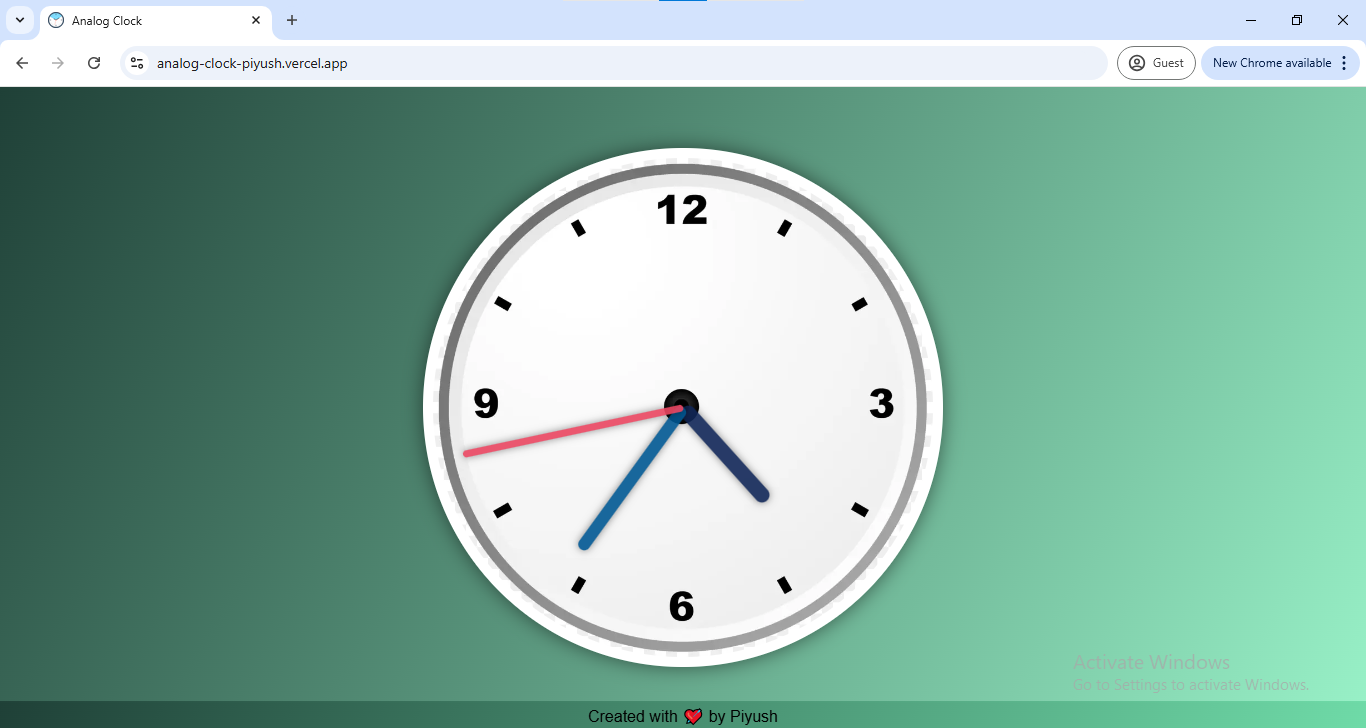 Analog Clock
analog-clock-piyush.vercel.app
Guest
New Chrome available
12
9
3
6
Activate Windows
Go to Settings to activate Windows.
Created with ❤️ by Piyush